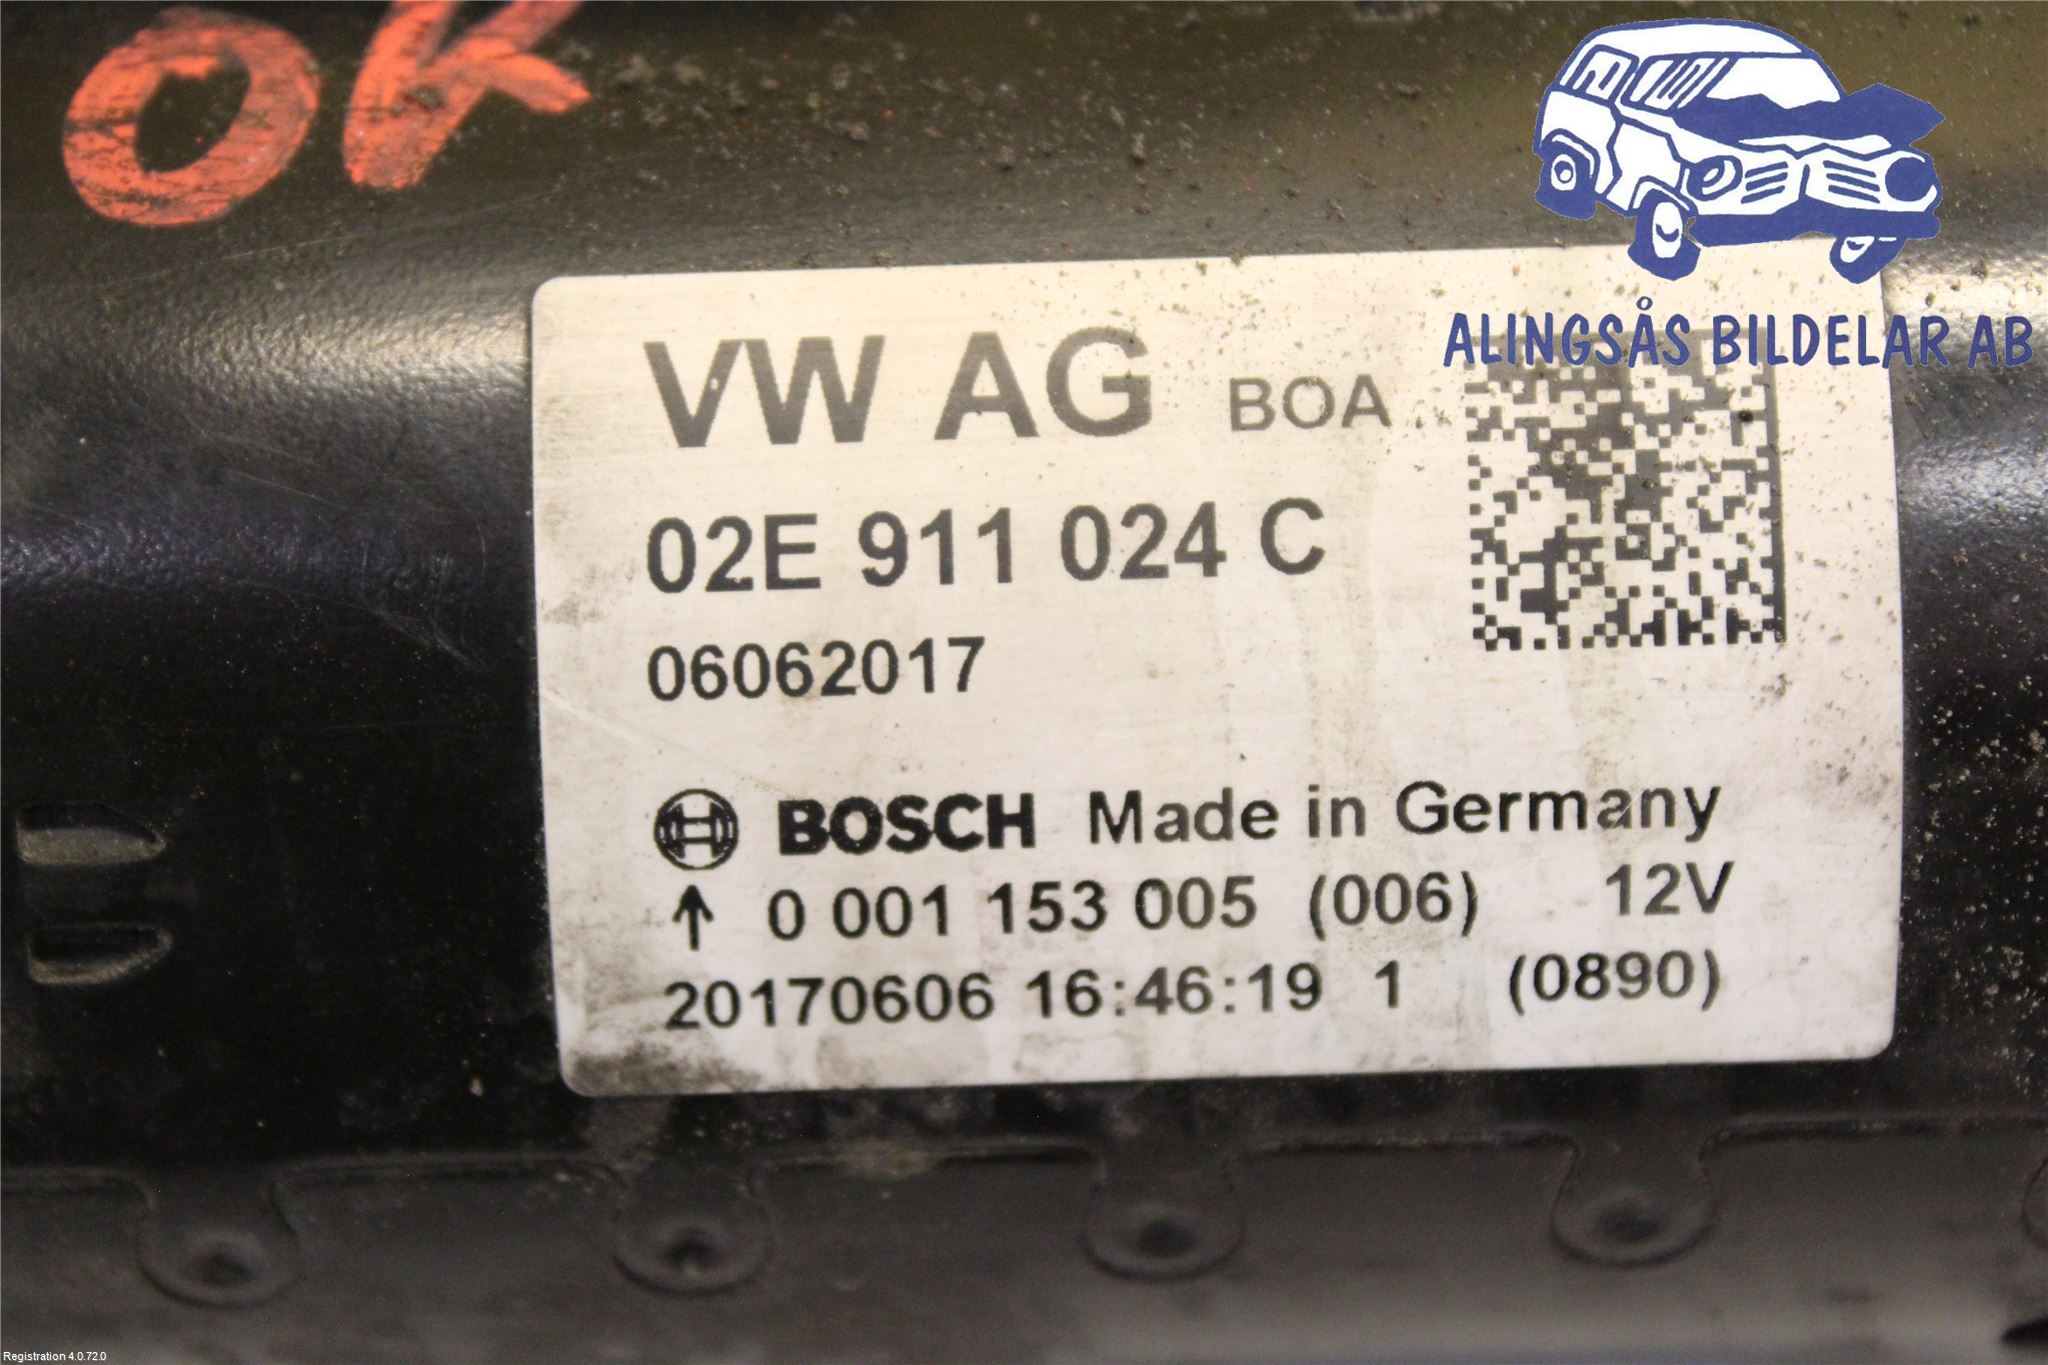 OK
ALINGSÅS BILDELAR AB
VW AG BOA
02E 911 024 C
06062017
BOSCH Made in Germany
↑ 0 001 153 005 (006) 12V
20170606 16:46:19 1 (0890)
Registration 4.0.72.0